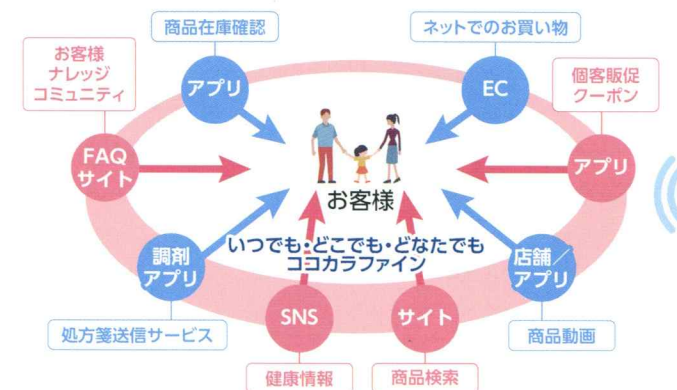 商品在庫確認
ネットでのお買い物
お客様
ナレッジ
コミュニティ
アプリ
EC
個客販促
クーポン
FAQ
サイト
アプリ
お客様
いつでも・どこでも・どなたでも
ココカラファイン
調剤
アプリ
店舗／
アプリ
処方箋送信サービス
SNS
サイト
商品動画
健康情報
商品検索